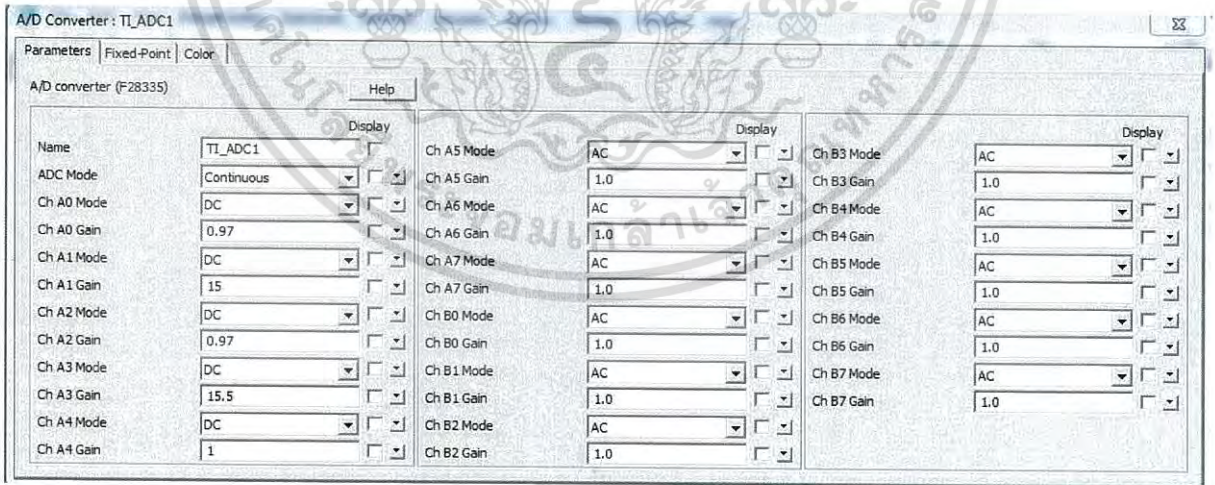 A/D Converter : TI_ADC1
Parameters Fixed-Point Color
A/D converter (F28335) Help
Display
Name TI_ADC1
ADC Mode Continuous
Ch A0 Mode DC
Ch A0 Gain 0.97
Ch A1 Mode DC
Ch A1 Gain 15
Ch A2 Mode DC
Ch A2 Gain 0.97
Ch A3 Mode DC
Ch A3 Gain 15.5
Ch A4 Mode DC
Ch A4 Gain 1
Display
Ch A5 Mode AC
Ch A5 Gain 1.0
Ch A6 Mode AC
Ch A6 Gain 1.0
Ch A7 Mode AC
Ch A7 Gain 1.0
Ch B0 Mode AC
Ch B0 Gain 1.0
Ch B1 Mode AC
Ch B1 Gain 1.0
Ch B2 Mode AC
Ch B2 Gain 1.0
Display
Ch B3 Mode AC
Ch B3 Gain 1.0
Ch B4 Mode AC
Ch B4 Gain 1.0
Ch B5 Mode AC
Ch B5 Gain 1.0
Ch B6 Mode AC
Ch B6 Gain 1.0
Ch B7 Mode AC
Ch B7 Gain 1.0